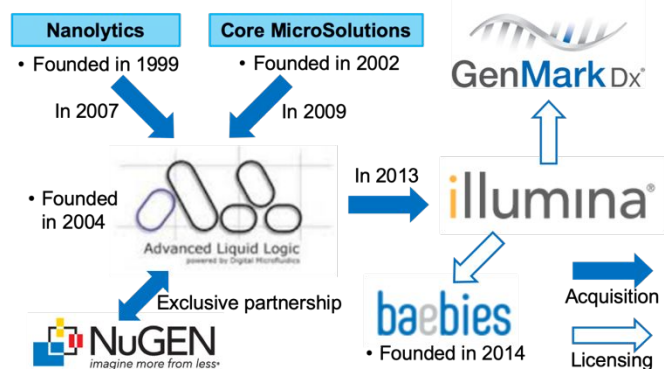 Nanolytics
• Founded in 1999
Core MicroSolutions
• Founded in 2002
GenMark Dx®
In 2007
In 2009
• Founded
in 2004
Advanced Liquid Logic
powered by Digital Microfluidics
In 2013
illumina®
Exclusive partnership
NuGEN
imagine more from less•
baebies
• Founded in 2014
Acquisition
Licensing